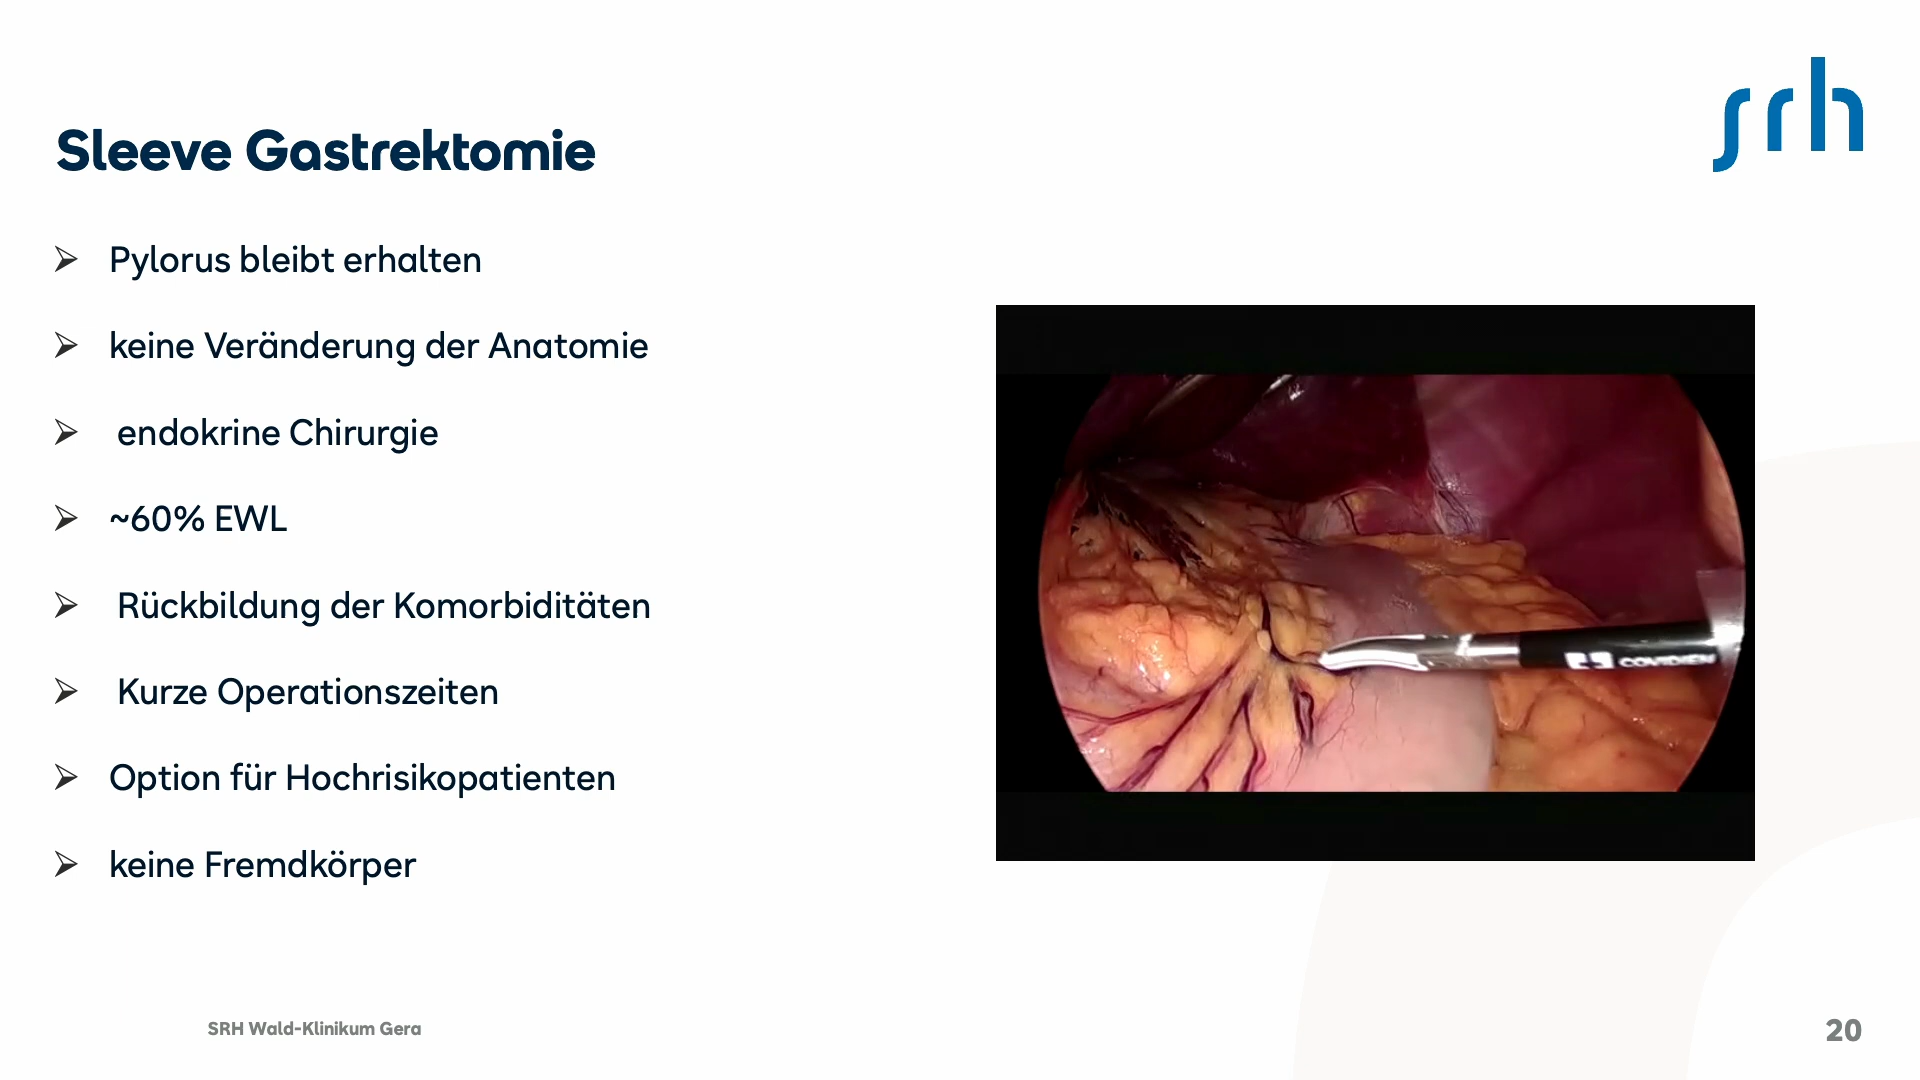 srh
Sleeve Gastrektomie
➢ Pylorus bleibt erhalten
➢ keine Veränderung der Anatomie
➢ endokrine Chirurgie
➢ ~60% EWL
➢ Rückbildung der Komorbiditäten
➢ Kurze Operationszeiten
➢ Option für Hochrisikopatienten
➢ keine Fremdkörper
COVIDIEN
SRH Wald-Klinikum Gera
20